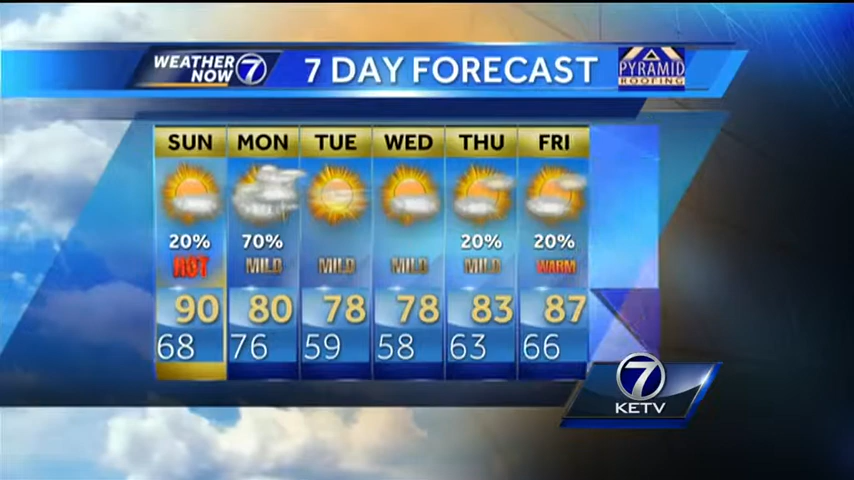 WEATHER NOW 7
7 DAY FORECAST
PYRAMID
ROOFING
SUN MON TUE WED THU FRI
20% 70% 20% 20%
HOT MILD MILD MILD MILD WARM
90 80 78 78 83 87
68 76 59 58 63 66
7
KETV